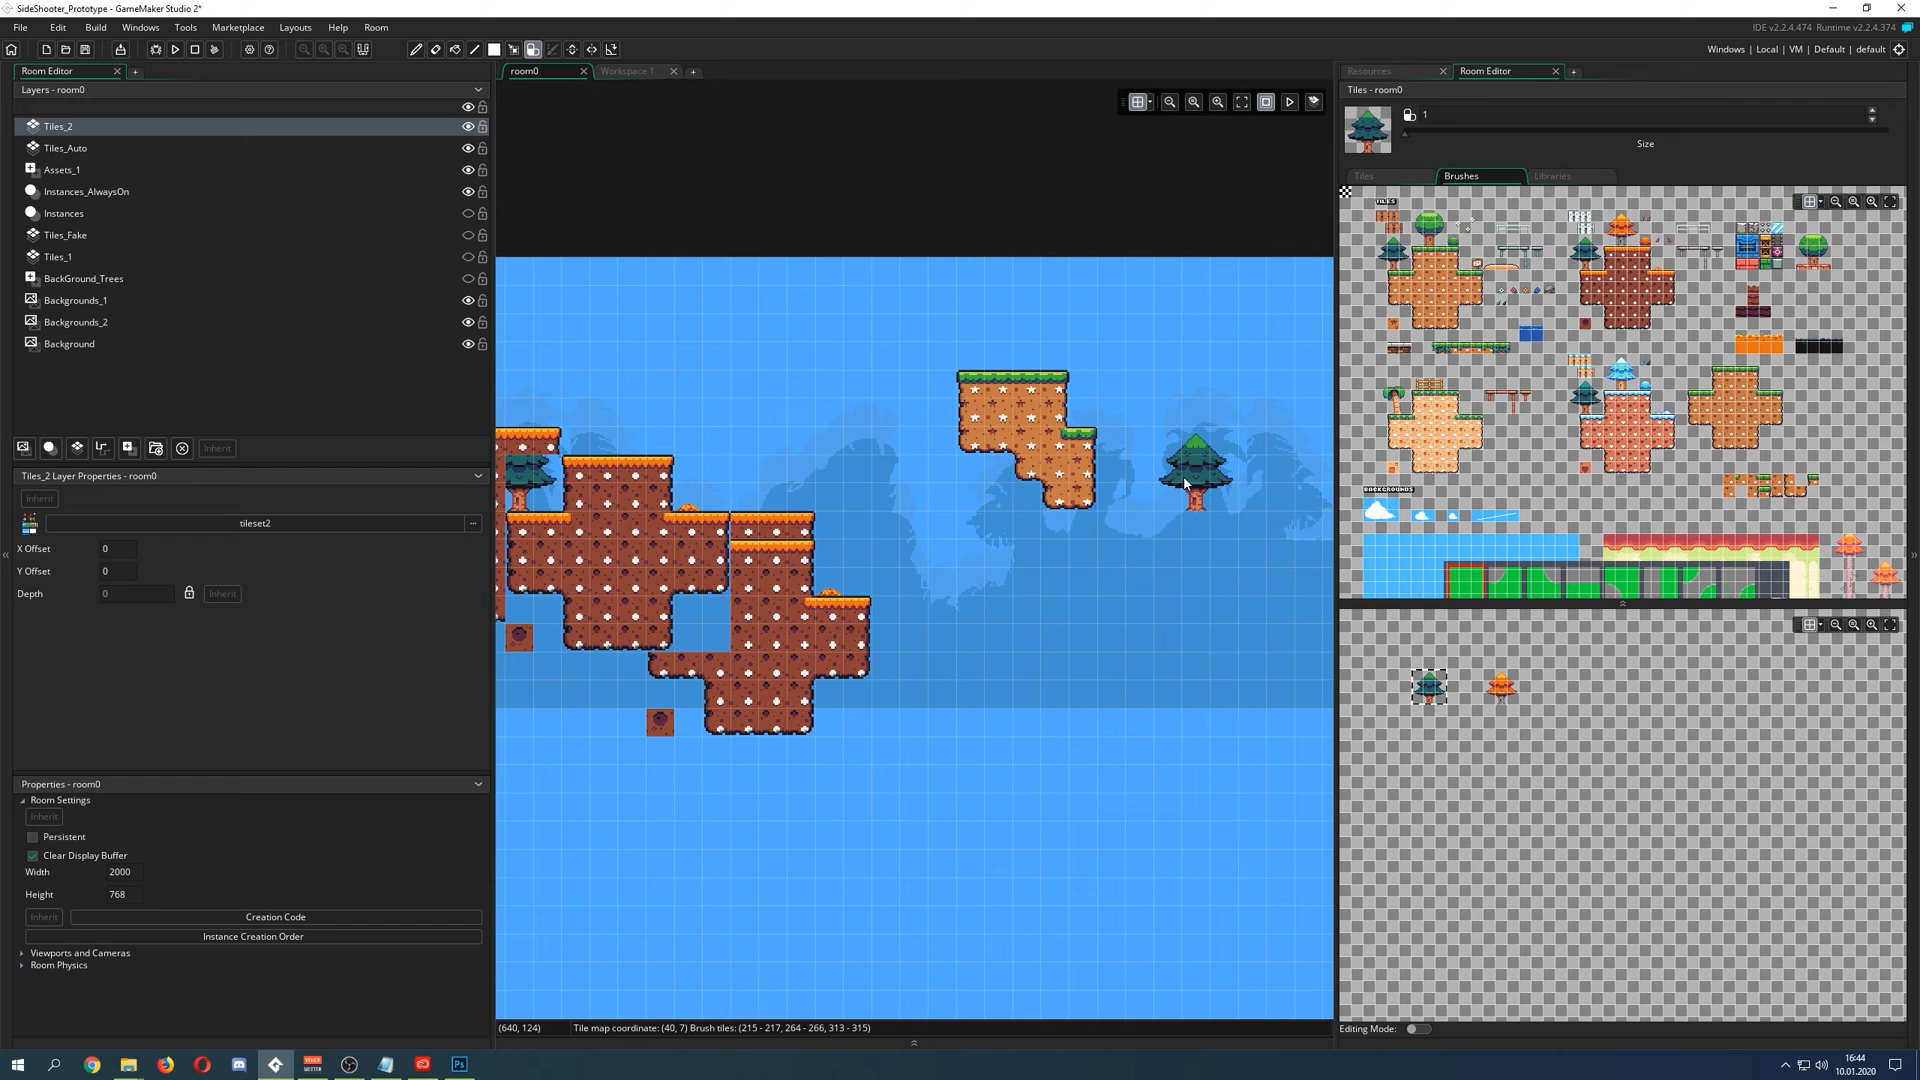 SideShooter_Prototype - GameMaker Studio 2*
File Edit Build Windows Tools Marketplace Layouts Help Room
IDE v2.2.4.474 Runtime v2.2.4.374
Windows | Local | VM | Default | default
Room Editor
room0
Workspace 1
Resources
Room Editor
Layers - room0
Tiles_2
Tiles_Auto
Assets_1
Instances_AlwaysOn
Instances
Tiles_Fake
Tiles_1
BackGround_Trees
Backgrounds_1
Backgrounds_2
Background
Inherit
Tiles_2 Layer Properties - room0
Inherit
tileset2
...
X Offset 0
Y Offset 0
Depth 0 Inherit
Properties - room0
Room Settings
Inherit
Persistent
Clear Display Buffer
Width 2000
Height 768
Inherit Creation Code
Instance Creation Order
Viewports and Cameras
Room Physics
(640, 124) Tile map coordinate: (40, 7) Brush tiles: (215 - 217, 264 - 266, 313 - 315)
Tiles - room0
1
Size
Tiles Brushes Libraries
TILES
BACKGROUNDS
Editing Mode:
VOICE
MEETER
Ps
16:44
10.01.2020